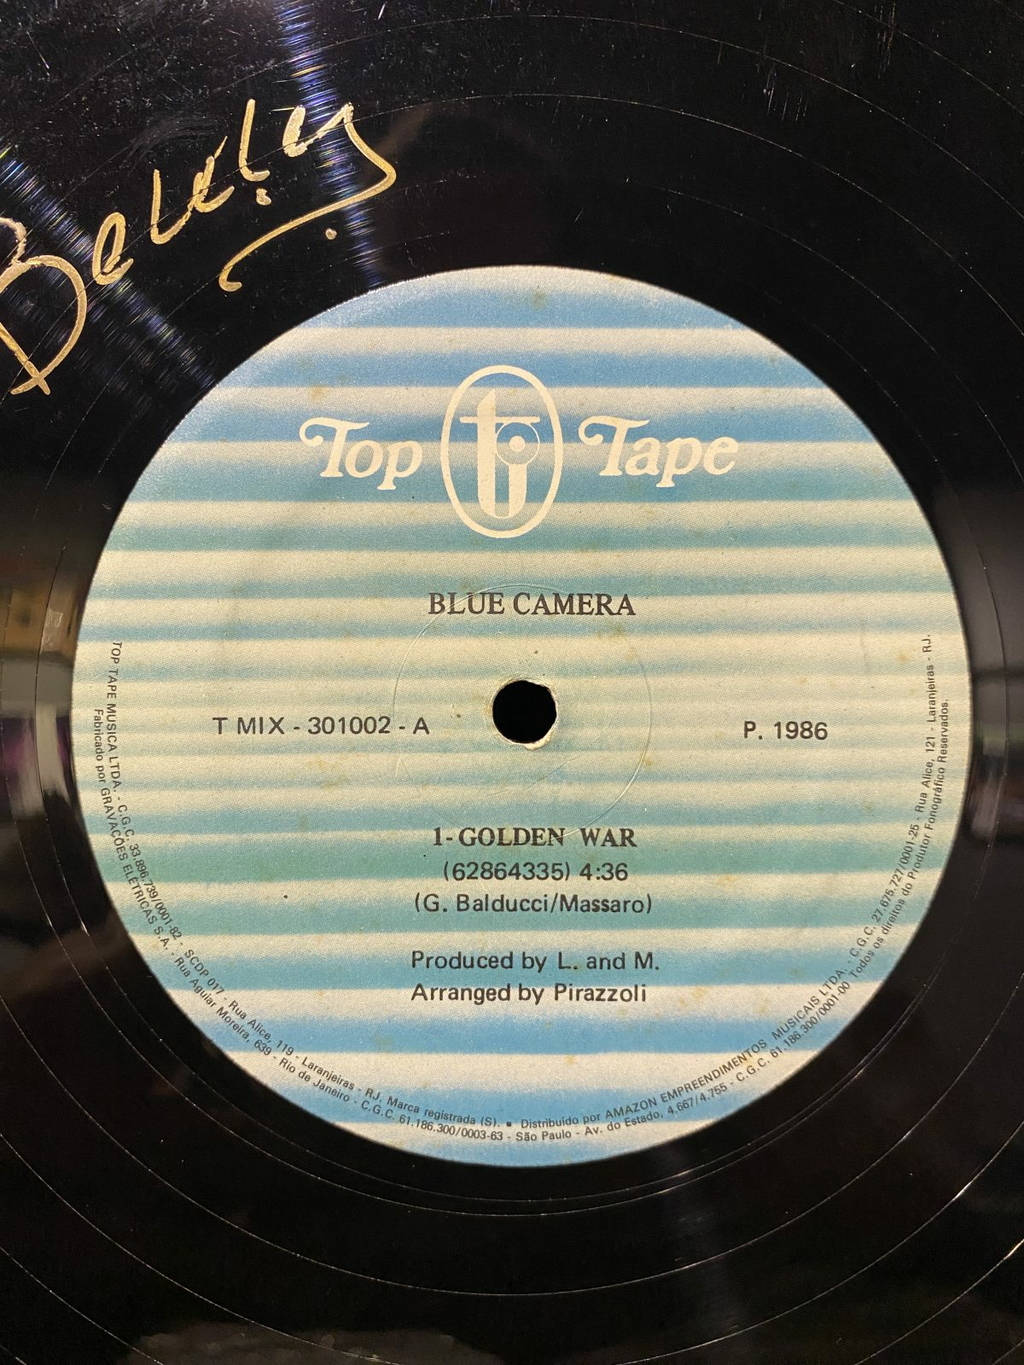 Top Tape
BLUE CAMERA
T MIX - 301002 - A
P. 1986
1- GOLDEN WAR
(62864335) 4:36
(G. Balducci/Massaro)
Produced by L. and M.
Arranged by Pirazzoli
TOP TAPE MUSICA LTDA. - C.G.C. 33.896.739/0001-82 - SCDP 017 - Rua Alice, 119 - Laranjeiras - RJ. Marca registrada (S). ● Distribuido por AMAZON EMPREENDIMENTOS MUSICAIS LTDA. - C.G.C. 27.675.727/0001-25 - Rua Alice, 121 - Laranjeiras - RJ.
Fabricado por GRAVAÇÕES ELÉTRICAS S.A. - Rua Aguiar Moreira, 639 - Rio de Janeiro - C.G.C. 61.186.300/0003-63 - São Paulo - Av. do Estado, 4.667/4.755 - C.G.C. 61.186.300/0001-00 Todos os direitos do Produtor Fonográfico Reservados.